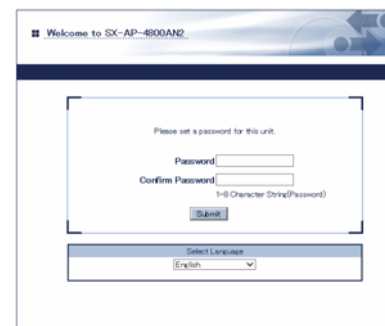 Welcome to SX-AP-4800AN2
Please set a password for this unit.
Password
Confirm Password
1-8 Character String(Password)
Submit
Select Language
English